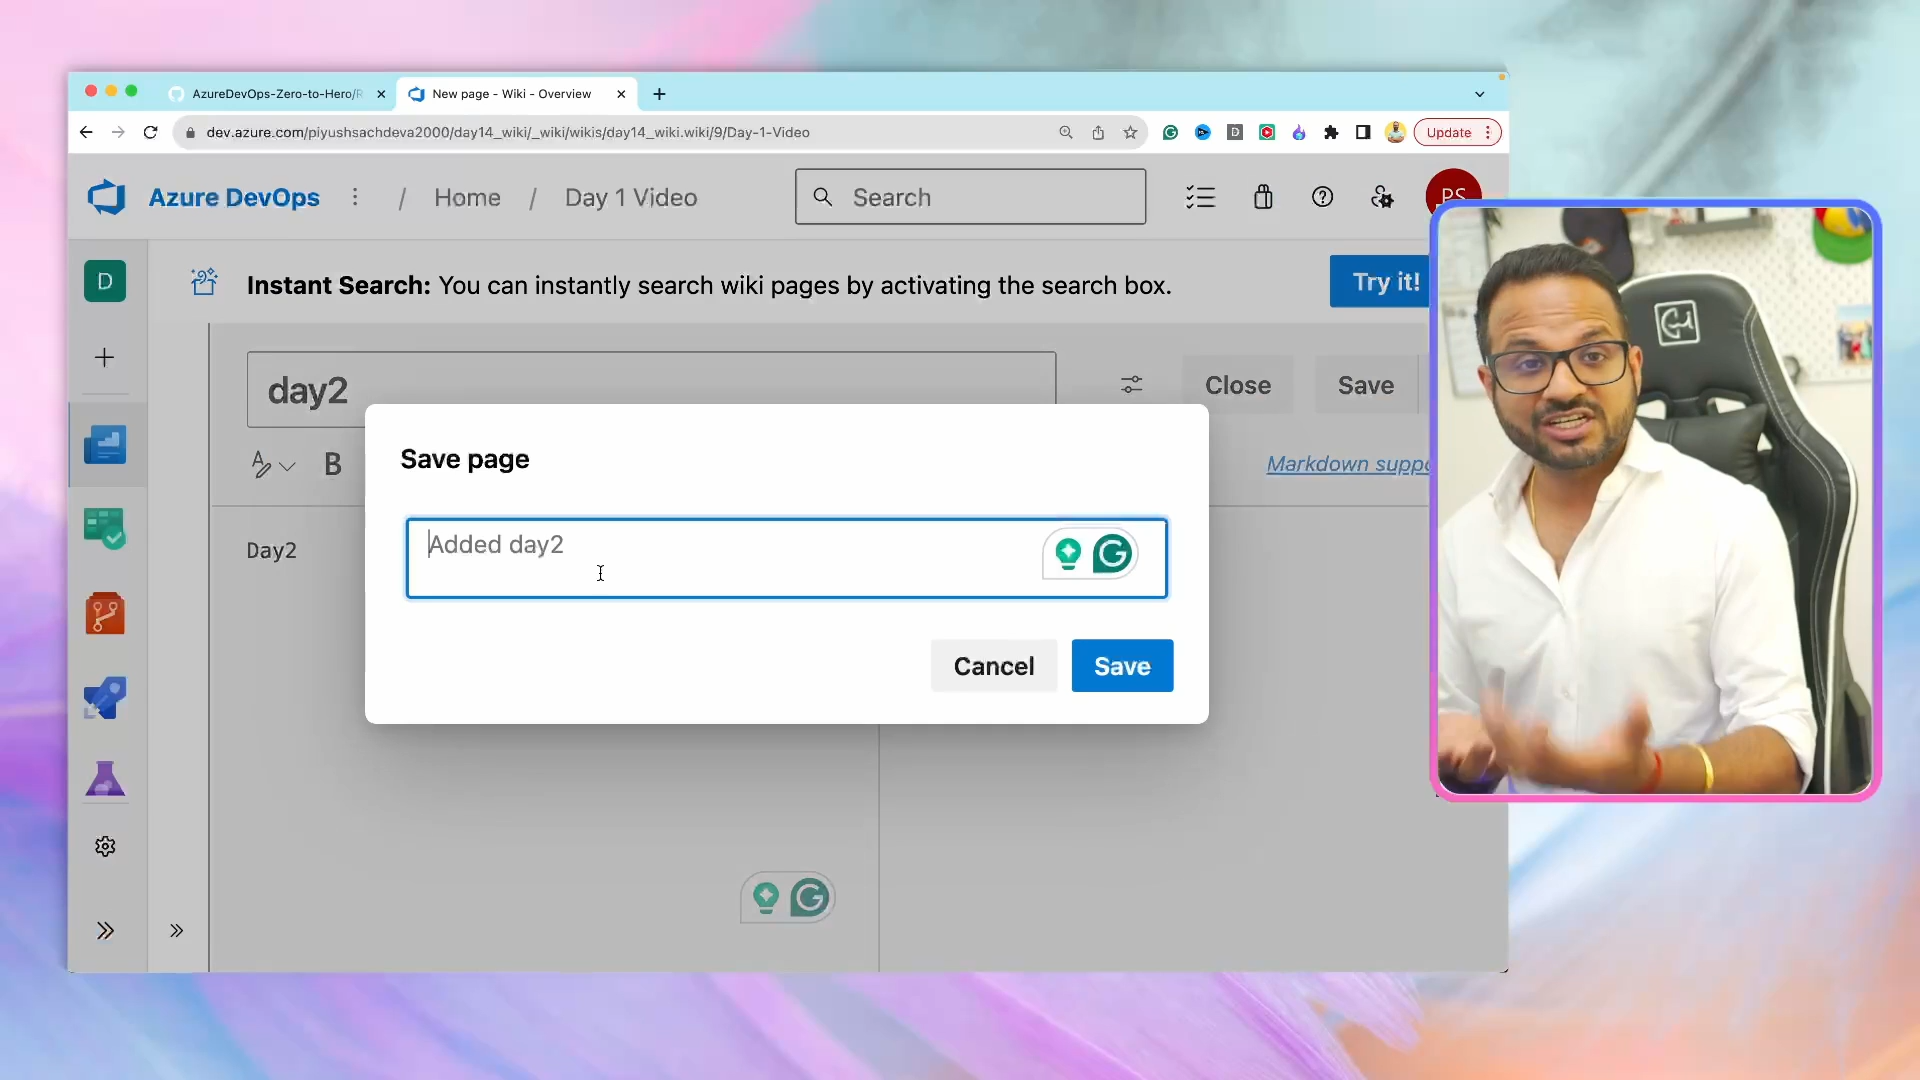 AzureDevOps-Zero-to-Hero/R
New page - Wiki - Overview
dev.azure.com/piyushsachdeva2000/day14_wiki/_wiki/wikis/day14_wiki.wiki/9/Day-1-Video
Update
Azure DevOps / Home / Day 1 Video
Search
PS
D
Instant Search: You can instantly search wiki pages by activating the search box.
Try it!
day2
Close
Save
B
Markdown suppo
Save page
Day2
Added day2
Cancel
Save